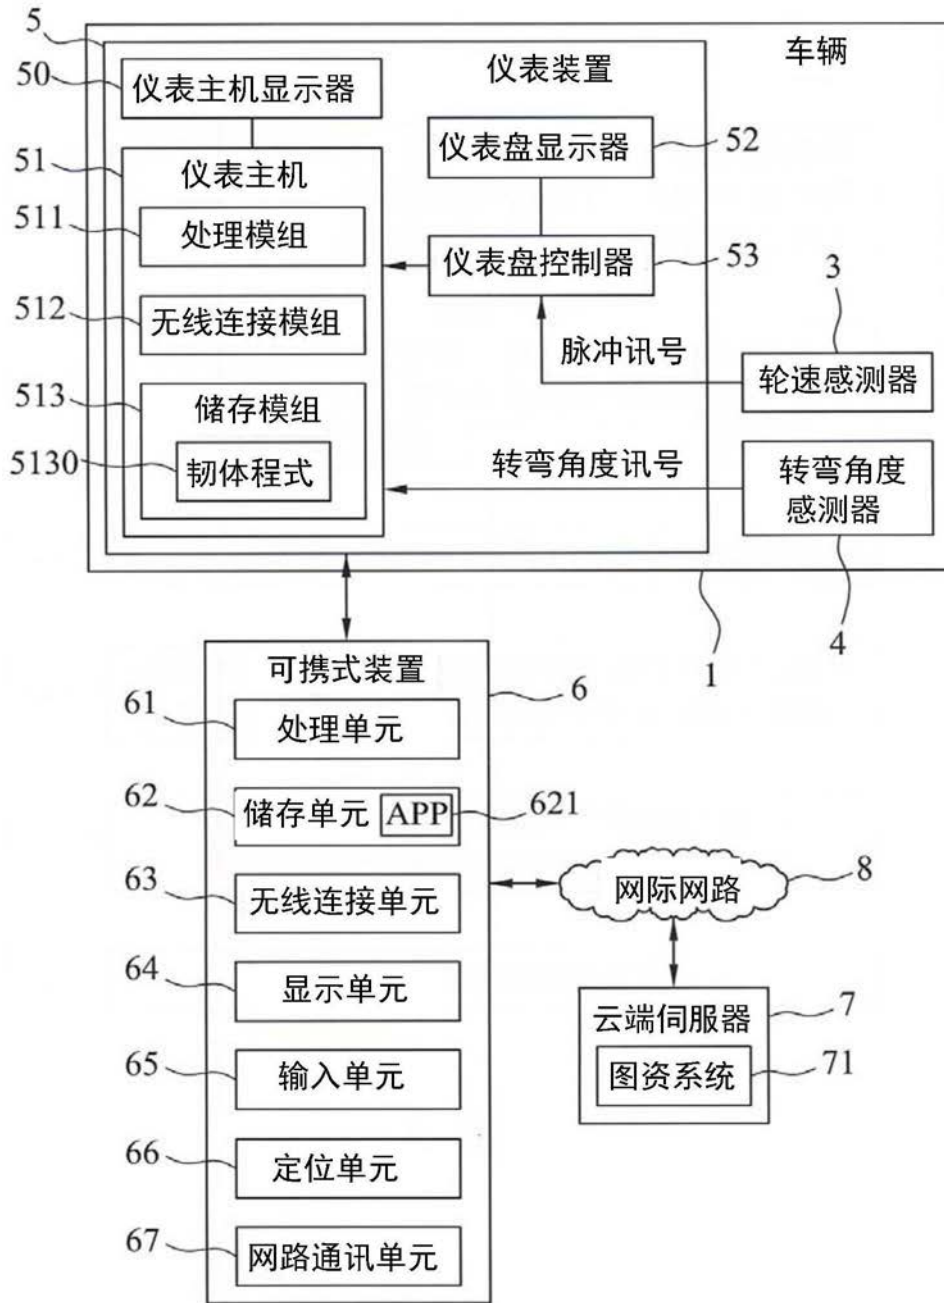 5
车辆
50
仪表主机显示器
仪表装置
51
仪表主机
仪表盘显示器
52
511
处理模组
仪表盘控制器
53
512
无线连接模组
脉冲讯号
3
轮速感测器
513
储存模组
5130
韧体程式
转弯角度讯号
转弯角度
感测器
4
1
可携式装置
6
61
处理单元
62
储存单元
APP
621
63
无线连接单元
网际网路
8
64
显示单元
云端伺服器
7
65
输入单元
图资系统
71
66
定位单元
67
网路通讯单元